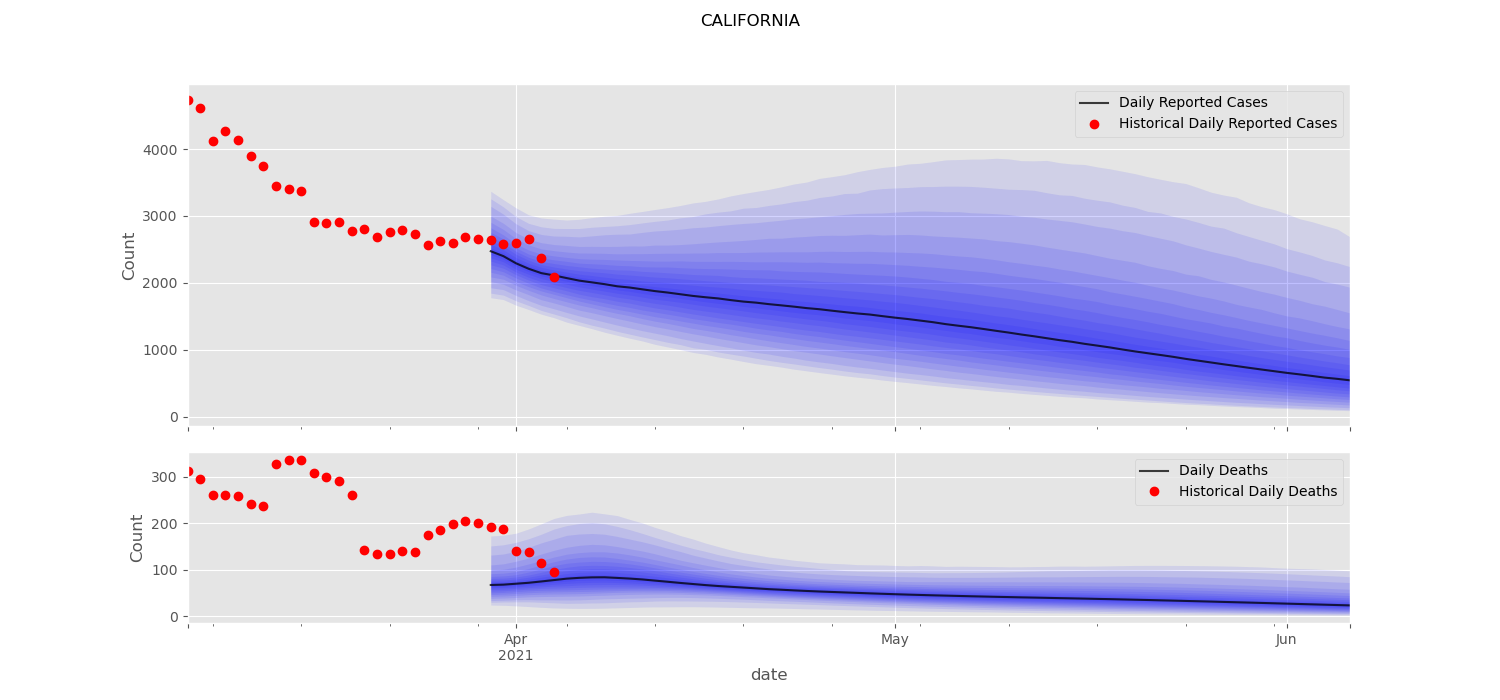 CALIFORNIA
Count
4000
3000
2000
1000
0
Daily Reported Cases
Historical Daily Reported Cases
Count
300
200
100
0
Daily Deaths
Historical Daily Deaths
Apr
2021
May
Jun
date